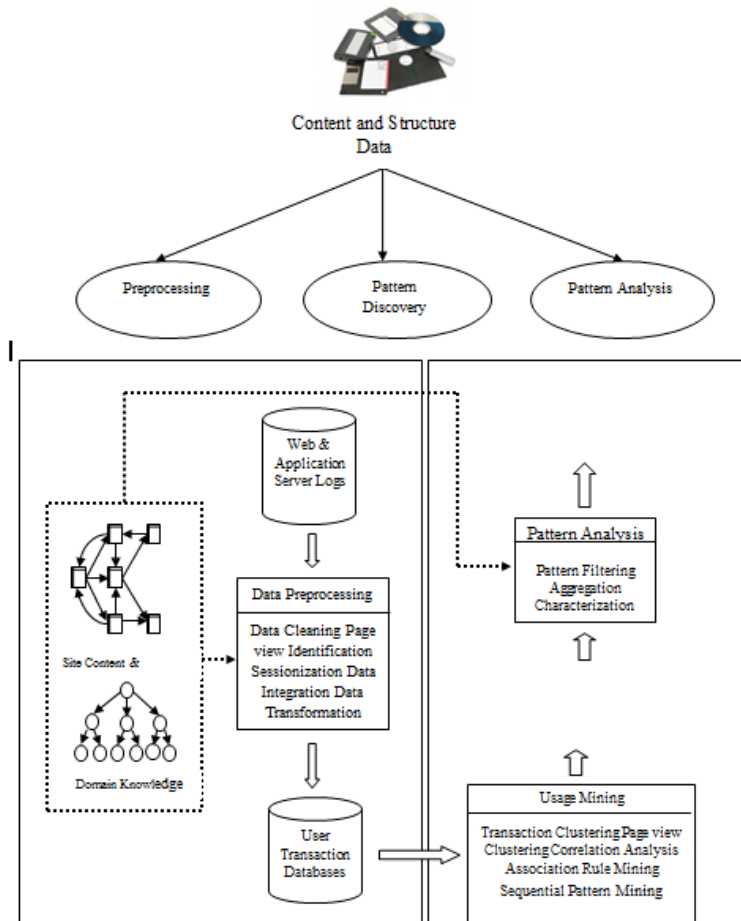 Content and Structure
Data
Preprocessing
Pattern
Discovery
Pattern Analysis
Web &
Application
Server Logs
Site Content &
Domain Knowledge
Data Preprocessing
Data Cleaning Page
view Identification
Sessionization Data
Integration Data
Transformation
User
Transaction
Databases
Pattern Analysis
Pattern Filtering
Aggregation
Characterization
Usage Mining
Transaction Clustering Page view
Clustering Correlation Analysis
Association Rule Mining
Sequential Pattern Mining